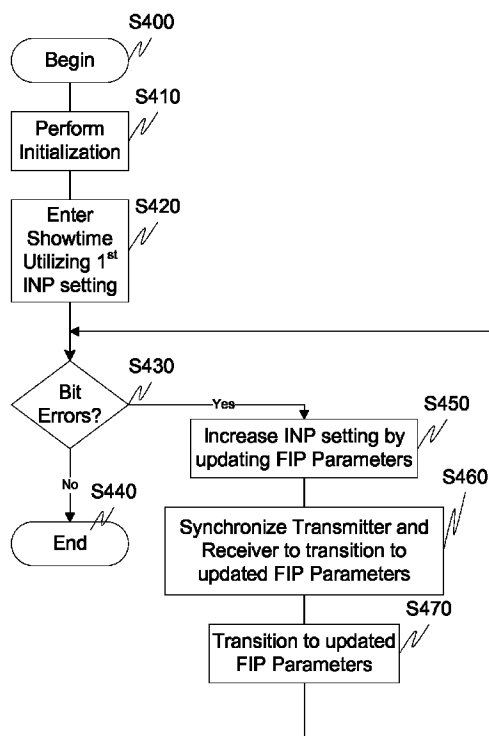 S400
Begin
S410
Perform
Initialization
S420
Enter
Showtime
Utilizing 1st
INP setting
S430
Bit
Errors?
Yes
No
S440
End
S450
Increase INP setting by
updating FIP Parameters
S460
Synchronize Transmitter and
Receiver to transition to
updated FIP Parameters
S470
Transition to updated
FIP Parameters